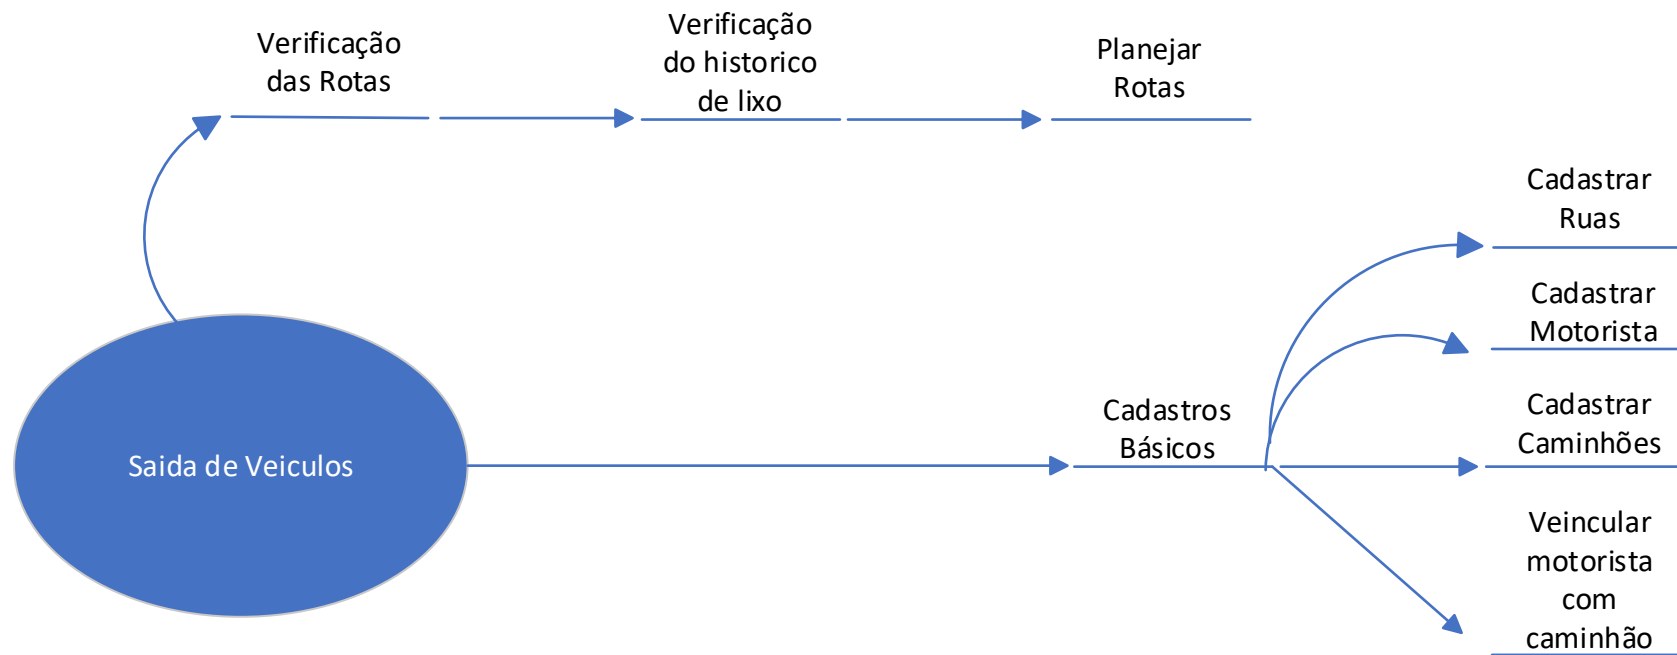 Verificação
das Rotas
Verificação
do historico
de lixo
Planejar
Rotas
Cadastrar
Ruas
Cadastrar
Motorista
Cadastros
Básicos
Cadastrar
Caminhões
Saida de Veiculos
Veincular
motorista
com
caminhão